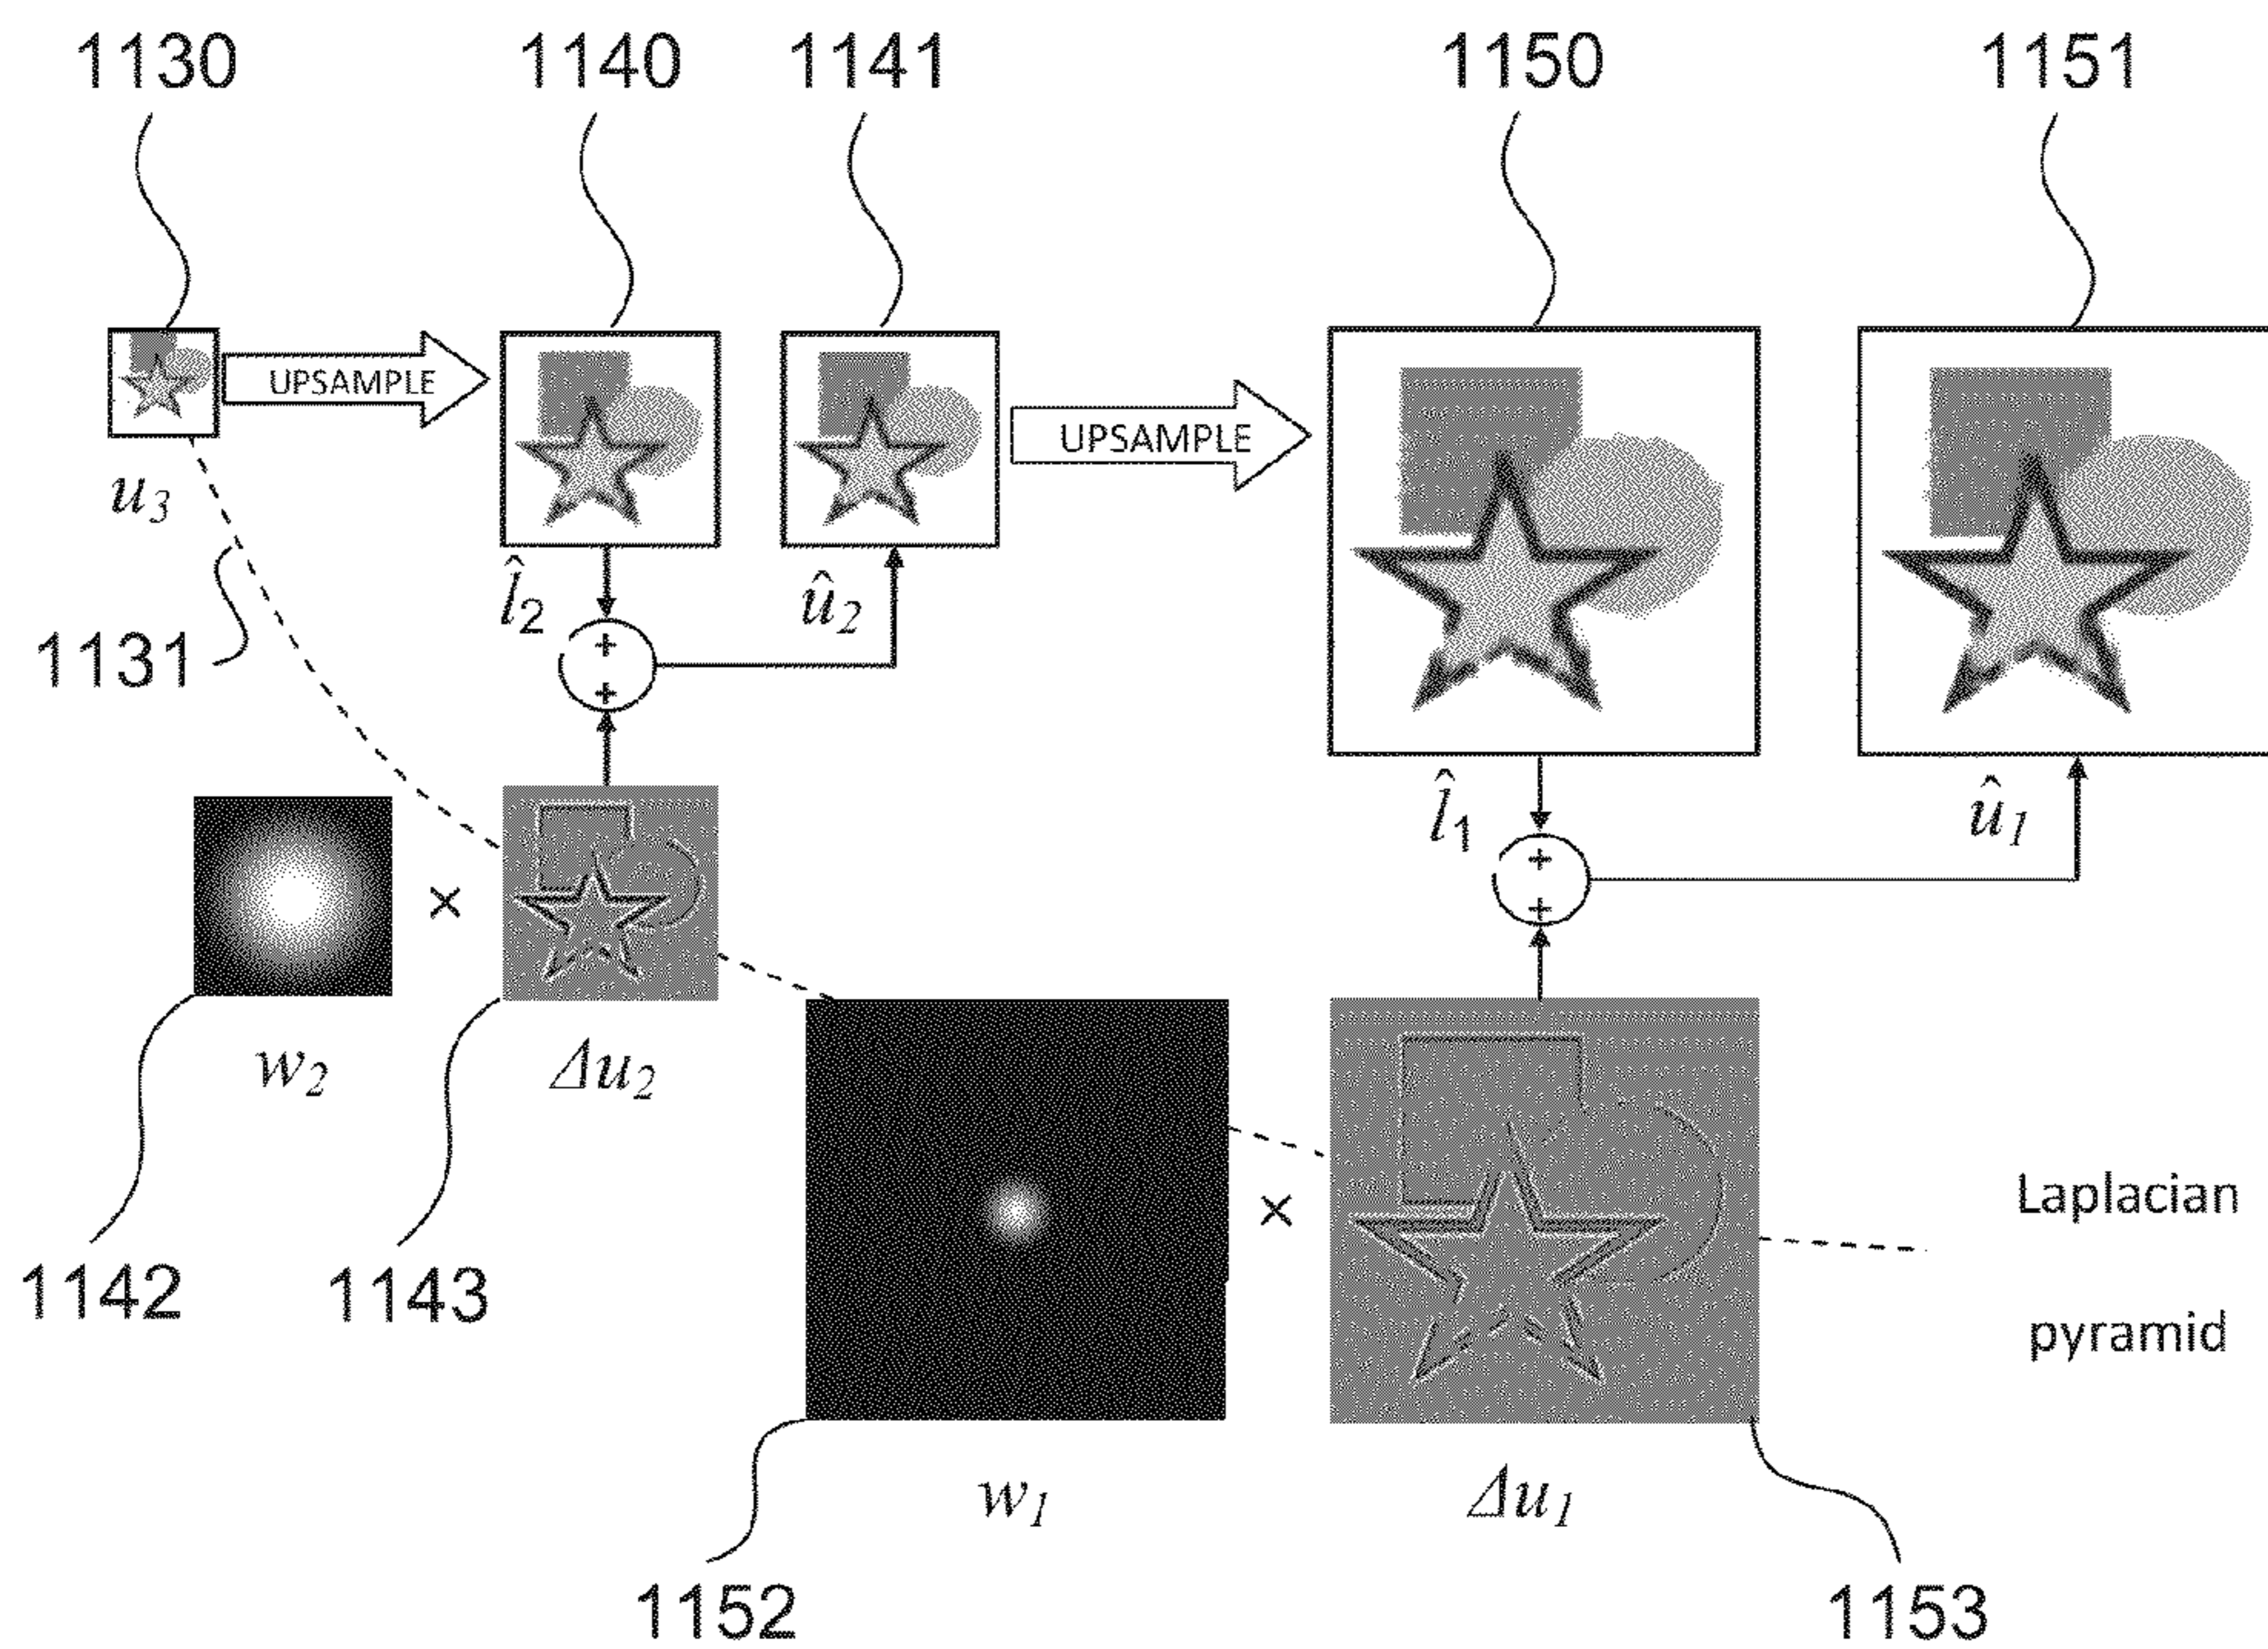 1130 1140 1141 1150 1151
UPSAMPLE
UPSAMPLE
u₃
l̂₂ û₂
+
+
1131
l̂₁ û₁
+
+
×
w₂ Δu₂
×
Laplacian
pyramid
1142 1143
w₁ Δu₁
1152 1153